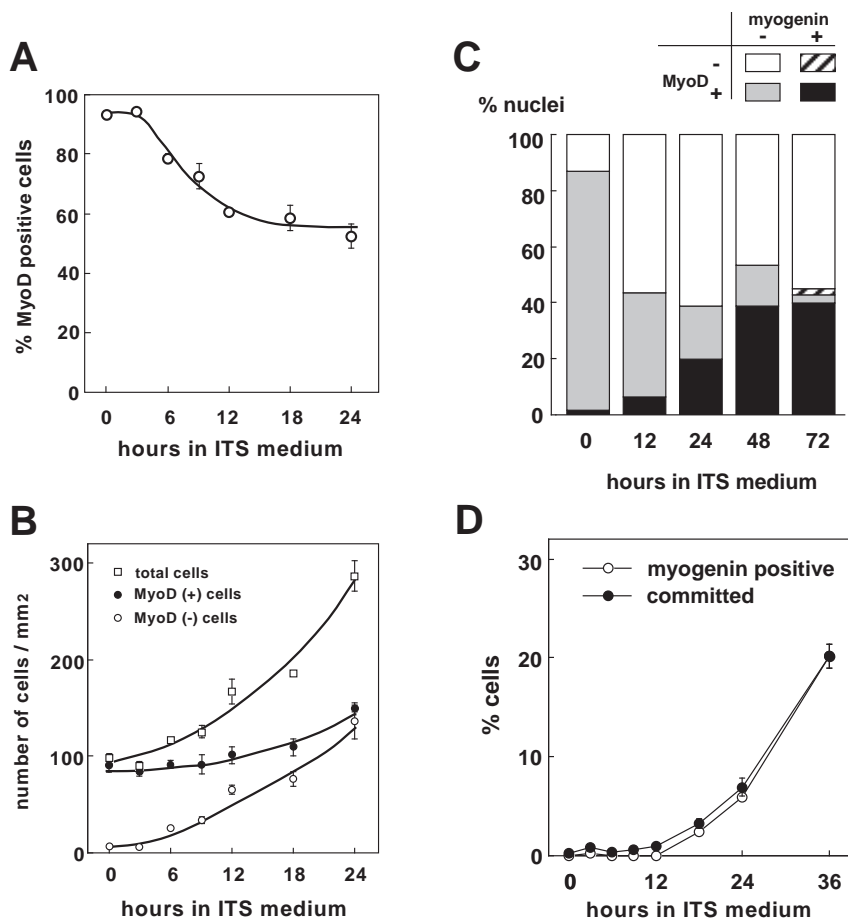 A
% MyoD positive cells
100
80
60
40
20
0
0 6 12 18 24
hours in ITS medium
B
number of cells / mm2
300
200
100
0
total cells
MyoD (+) cells
MyoD (-) cells
0 6 12 18 24
hours in ITS medium
C
myogenin
- +
-
MyoD
+
% nuclei
100
80
60
40
20
0
0 12 24 48 72
hours in ITS medium
D
% cells
30
20
10
0
myogenin positive
committed
0 12 24 36
hours in ITS medium